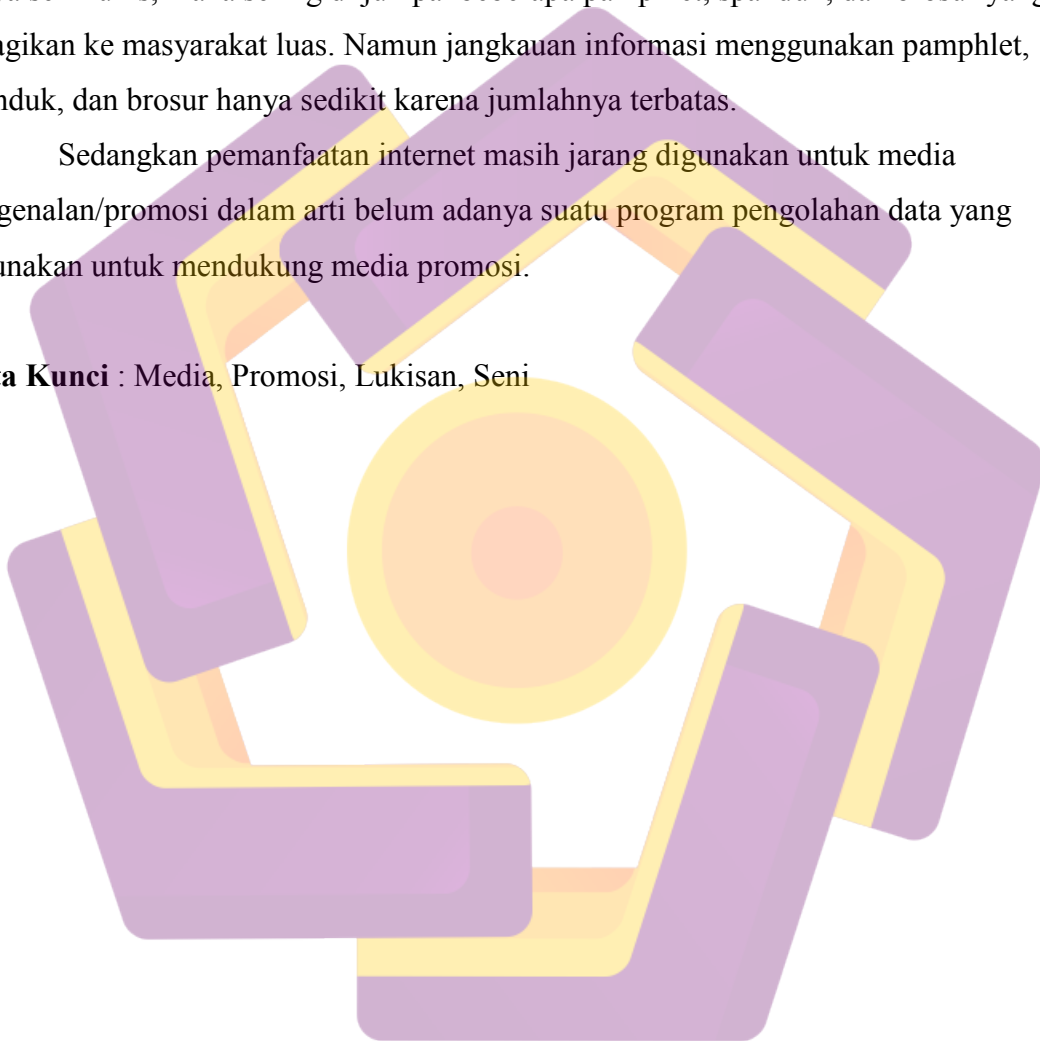 agikan ke masyarakat luas. Namun jangkauan informasi menggunakan pamphlet,
nduk, dan brosur hanya sedikit karena jumlahnya terbatas.
Sedangkan pemanfaatan internet masih jarang digunakan untuk media
genalan/promosi dalam arti belum adanya suatu program pengolahan data yang
unakan untuk mendukung media promosi.
ta Kunci : Media, Promosi, Lukisan, Seni